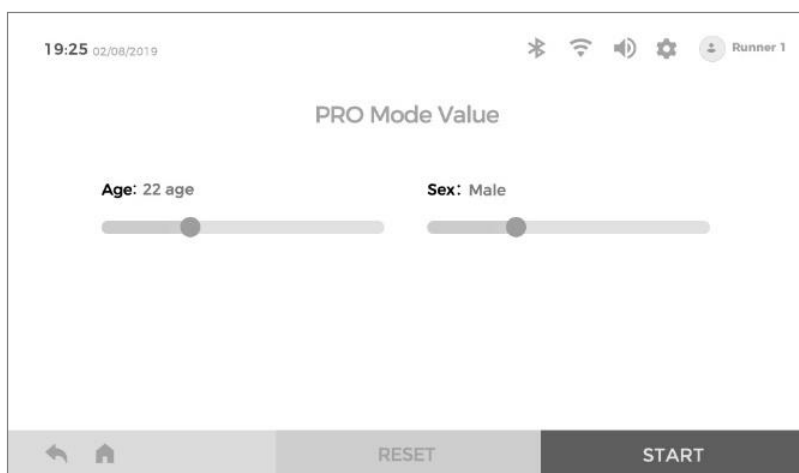 19:25 02/08/2019 Runner 1
PRO Mode Value
Age: 22 age Sex: Male
RESET START